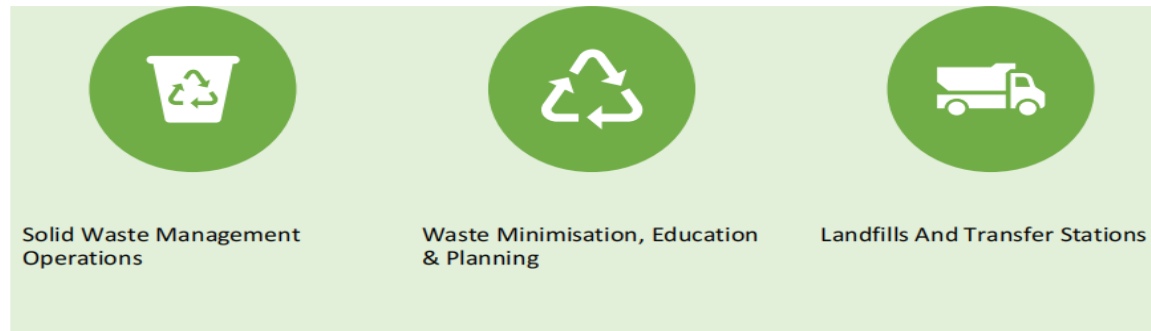 Solid Waste Management
Operations
Waste Minimisation, Education
& Planning
Landfills And Transfer Stations